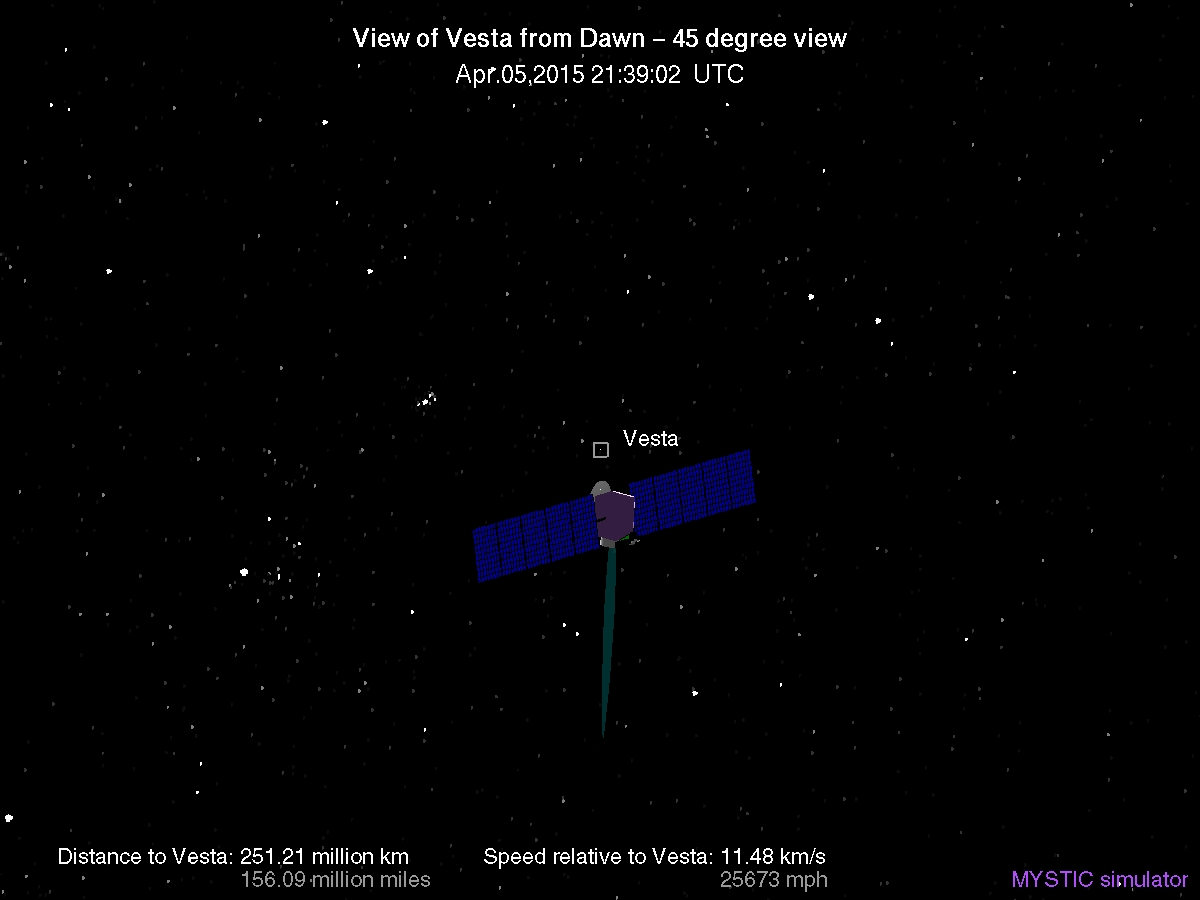 View of Vesta from Dawn – 45 degree view
Apr.05,2015 21:39:02 UTC
Vesta
Distance to Vesta: 251.21 million km
156.09 million miles
Speed relative to Vesta: 11.48 km/s
25673 mph
MYSTIC simulator